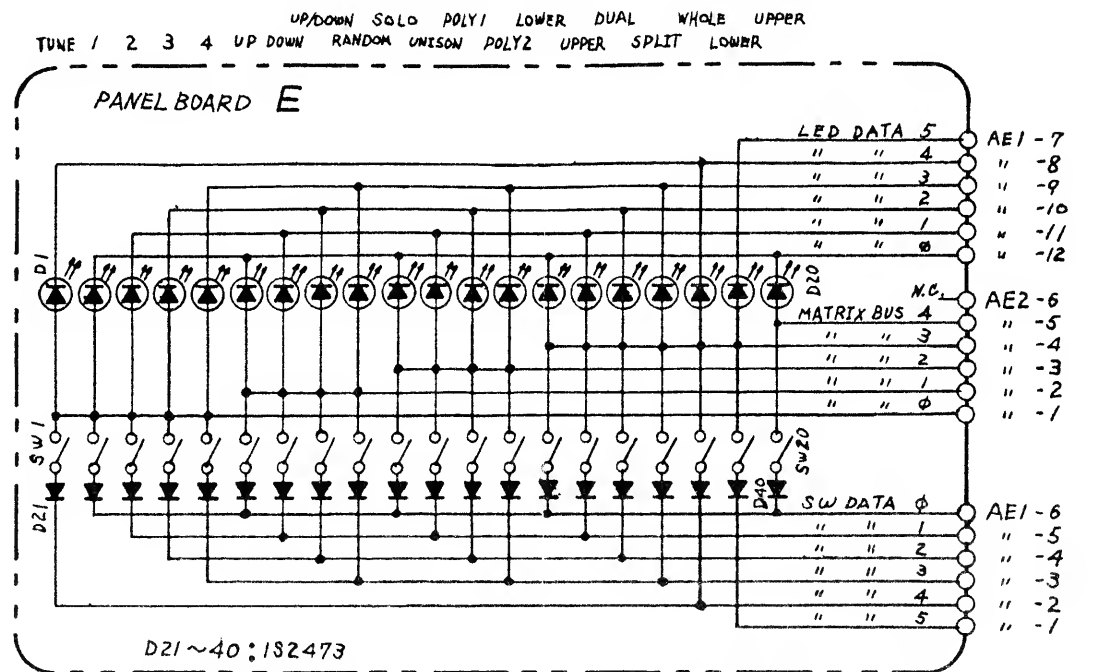 UP/DOWN SOLO POLY1 LOWER DUAL WHOLE UPPER
TUNE 1 2 3 4 UP DOWN RANDOM UNISON POLY2 UPPER SPLIT LOWER
PANEL BOARD E
LED DATA 5 AE1-7
" " 4 " -8
" " 3 " -9
" " 2 " -10
" " 1 " -11
" " ø " -12
D1
D20
N.C. AE2-6
MATRIX BUS 4 " -5
" " 3 " -4
" " 2 " -3
" " 1 " -2
" " ø " -1
SW1
SW20
D21
D40
SW DATA ø AE1-6
" " 1 " -5
" " 2 " -4
" " 3 " -3
" " 4 " -2
" " 5 " -1
D21~40:1S2473